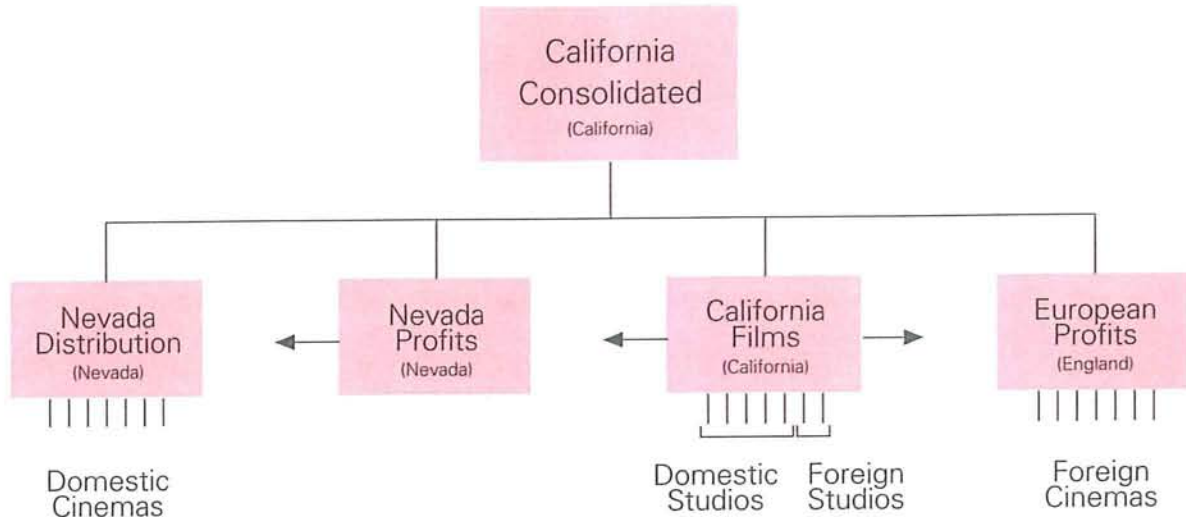 California
Consolidated
(California)
Nevada
Distribution
(Nevada)
Nevada
Profits
(Nevada)
California
Films
(California)
European
Profits
(England)
Domestic
Cinemas
Domestic
Studios
Foreign
Studios
Foreign
Cinemas